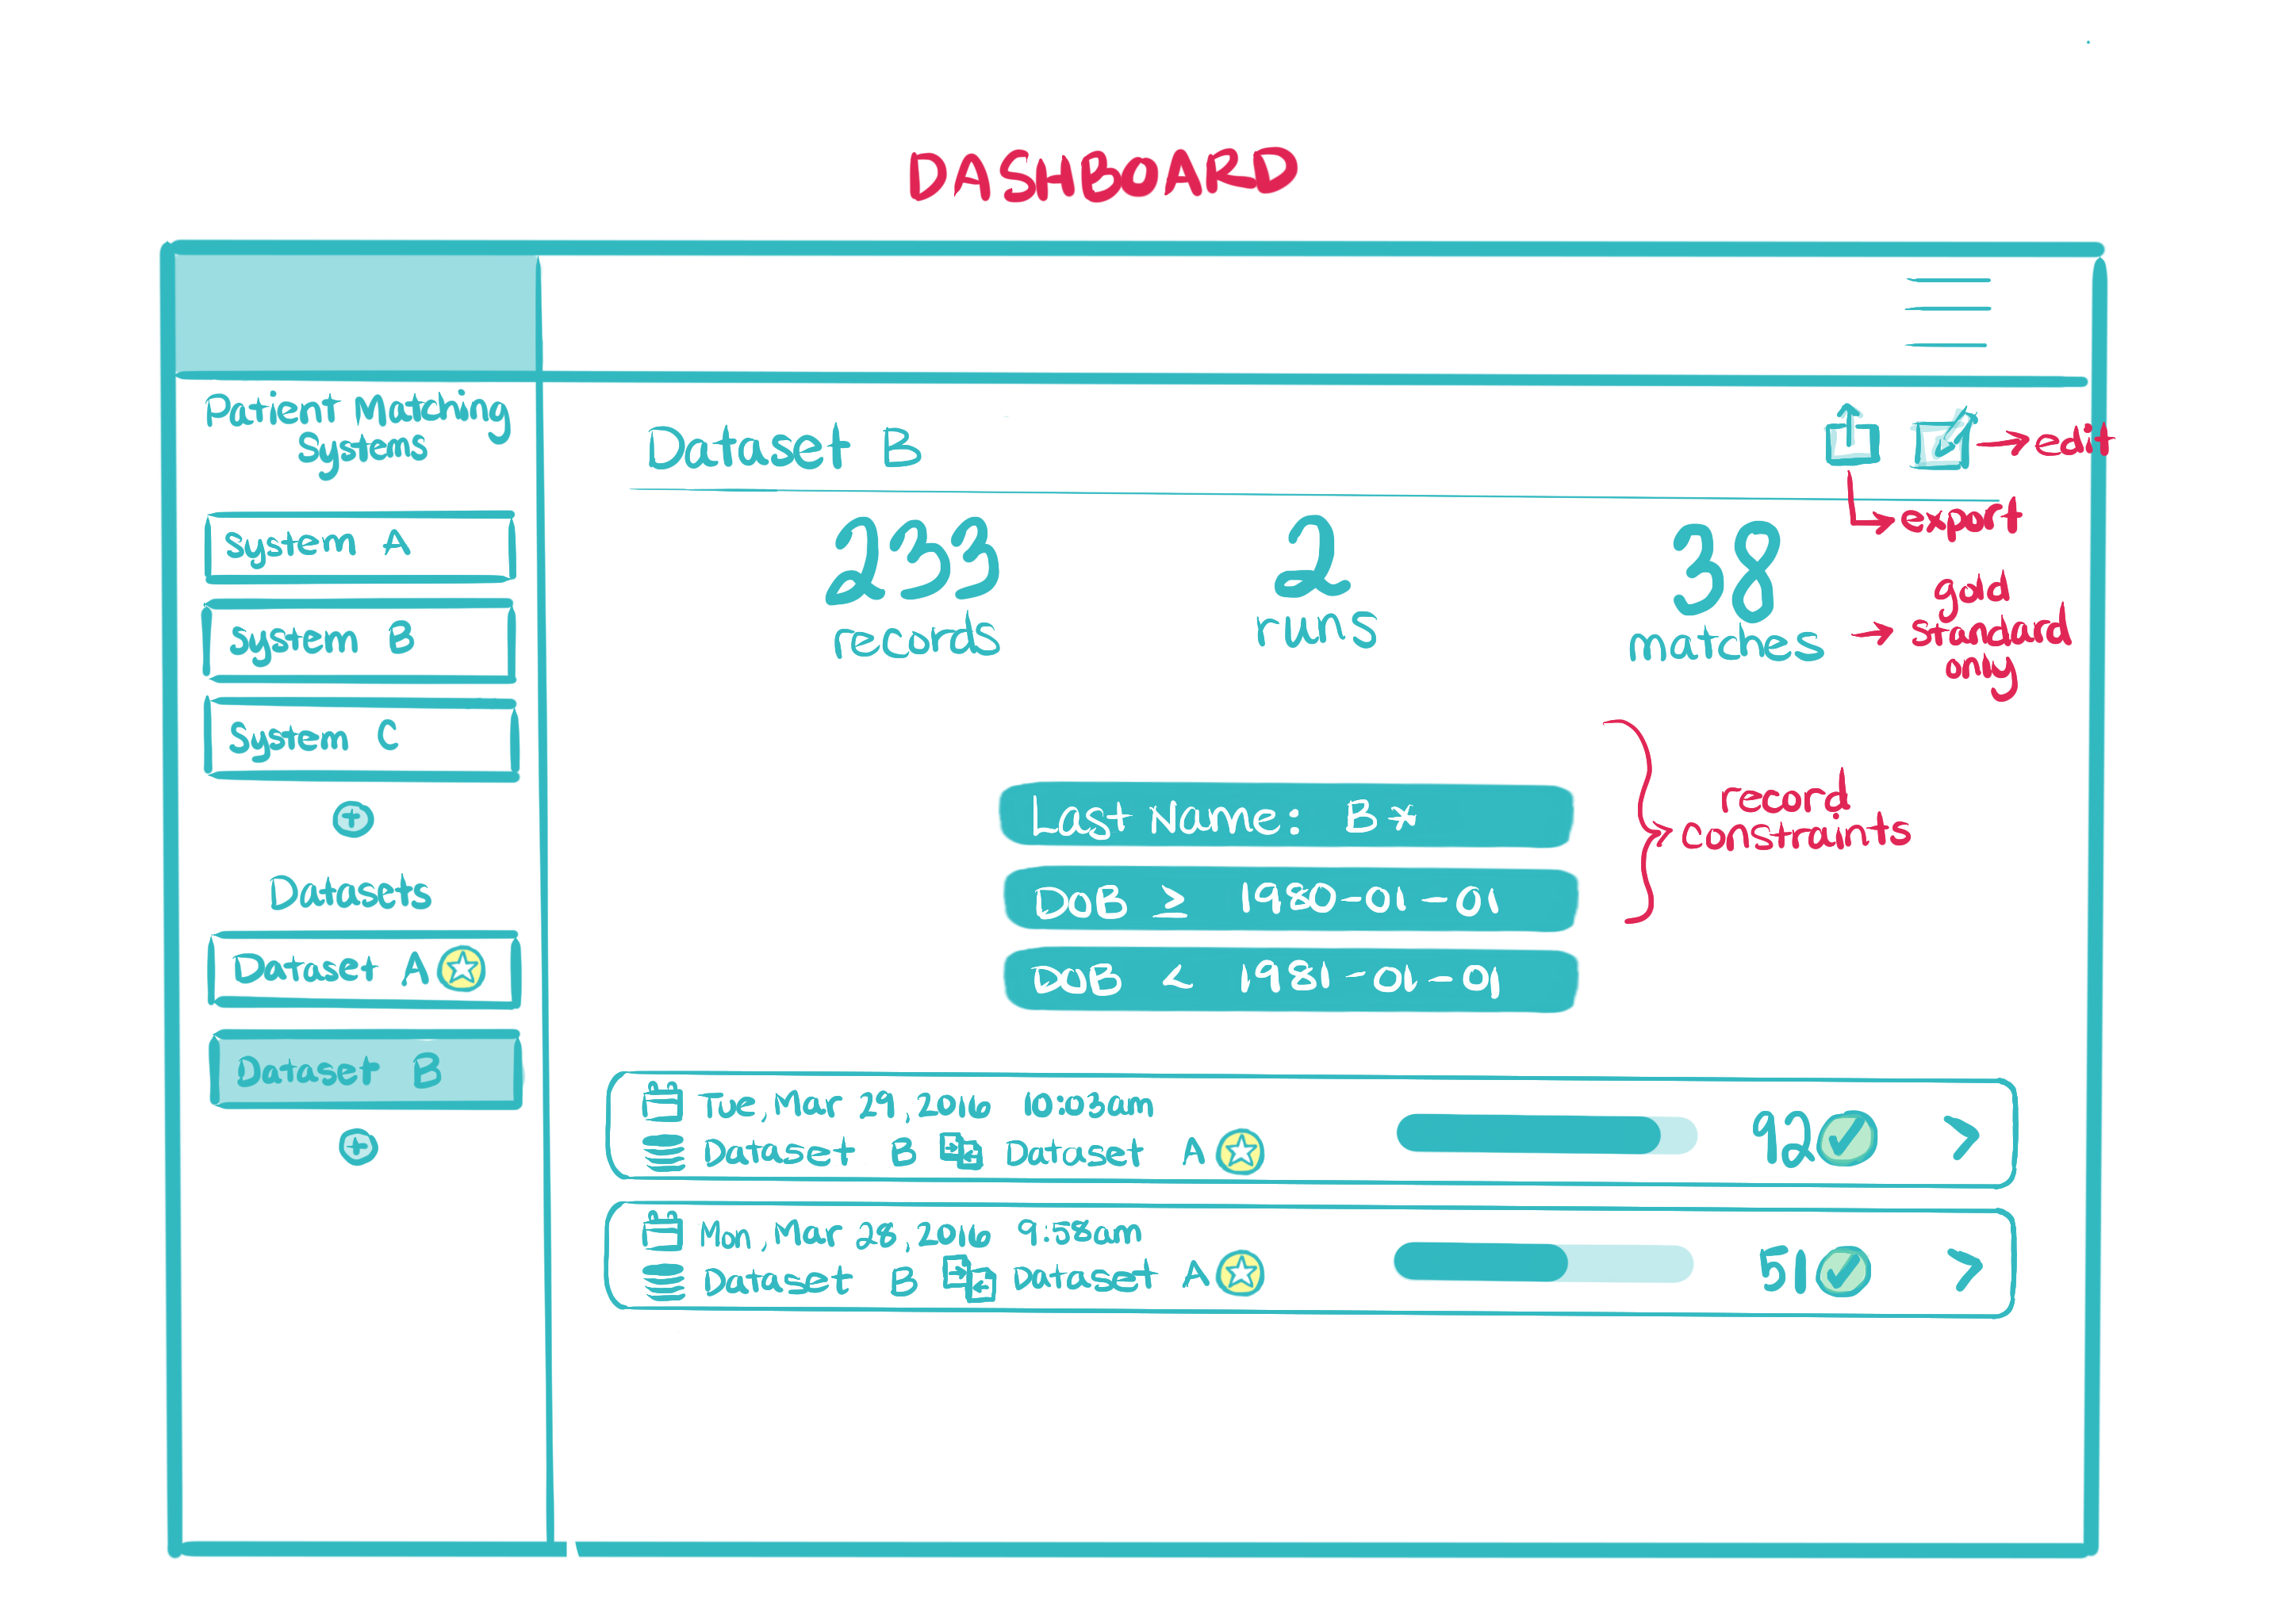 DASHBOARD
Patient Matching
Systems
System A
System B
System C
+
Datasets
Dataset A
Dataset B
+
Dataset B
edit
export
233
records
2
runs
38
matches
gold
standard
only
Last Name: B*
DoB ≥ 1980-01-01
DoB < 1981-01-01
record
constraints
Tue, Mar 29, 2016 10:03am
Dataset B Dataset A
92
Mon, Mar 28, 2016 9:58am
Dataset B Dataset A
51